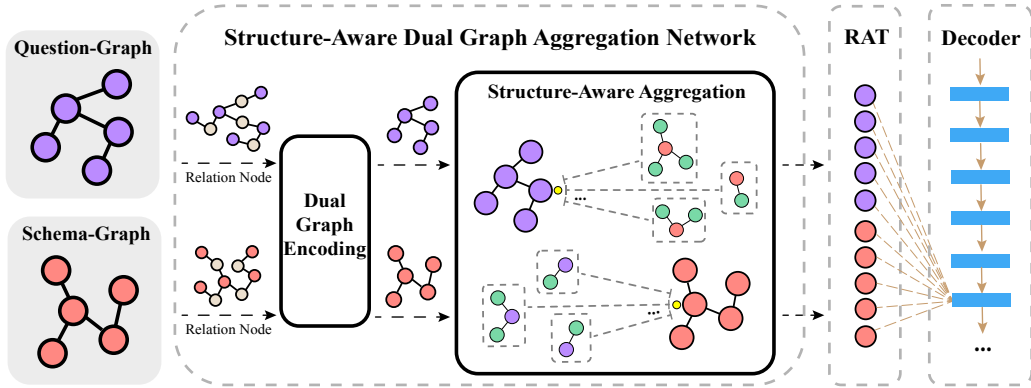 Question-Graph
Schema-Graph
Structure-Aware Dual Graph Aggregation Network
Relation Node
Relation Node
Dual
Graph
Encoding
Structure-Aware Aggregation
...
...
RAT
Decoder
...